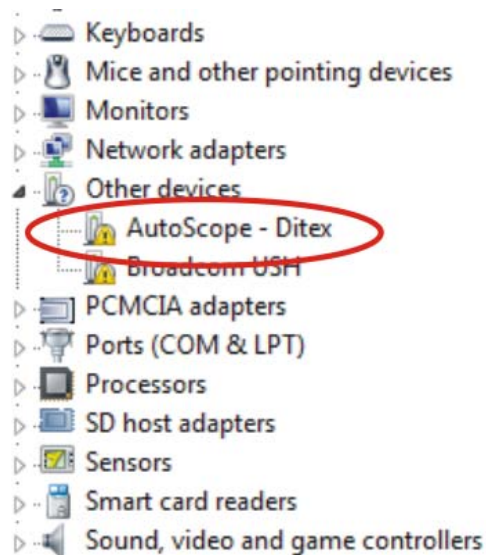 Keyboards
Mice and other pointing devices
Monitors
Network adapters
Other devices
AutoScope - Ditex
Broadcom USH
PCMCIA adapters
Ports (COM & LPT)
Processors
SD host adapters
Sensors
Smart card readers
Sound, video and game controllers